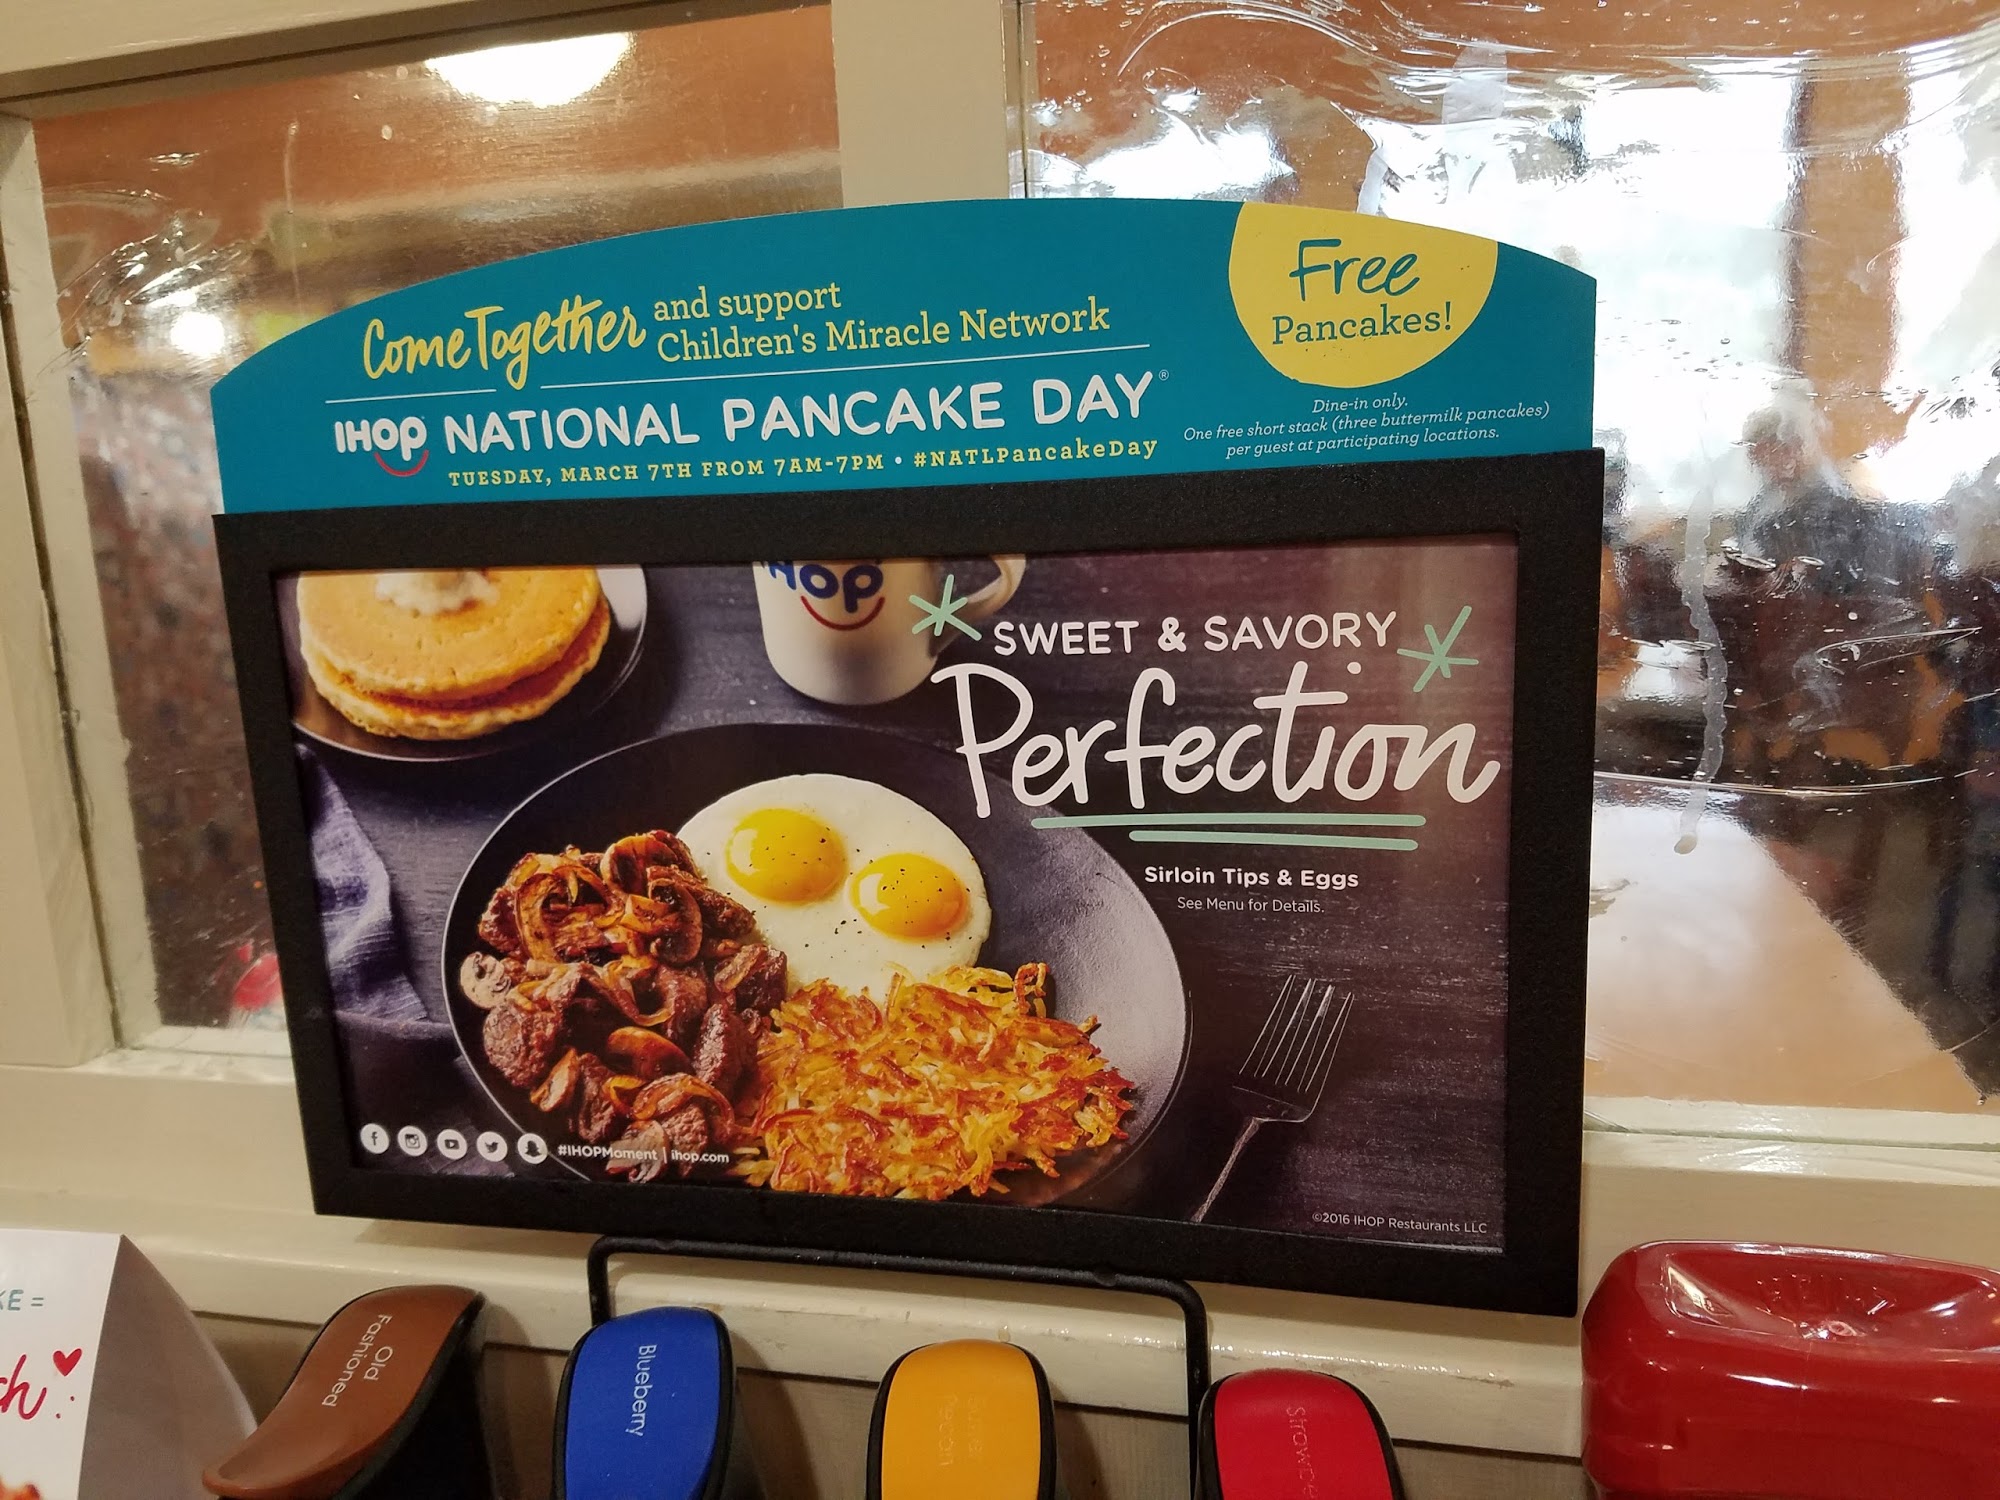 Come Together and support
Children's Miracle Network
IHOP NATIONAL PANCAKE DAY®
TUESDAY, MARCH 7TH FROM 7AM-7PM • #NATLPancakeDay
Free
Pancakes!
Dine-in only.
One free short stack (three buttermilk pancakes)
per guest at participating locations.
IHOP
SWEET & SAVORY
Perfection
Sirloin Tips & Eggs
See Menu for Details.
#IHOPMoment | ihop.com
©2016 IHOP Restaurants LLC
Old
Fashioned
Blueberry
Butter
Pecan